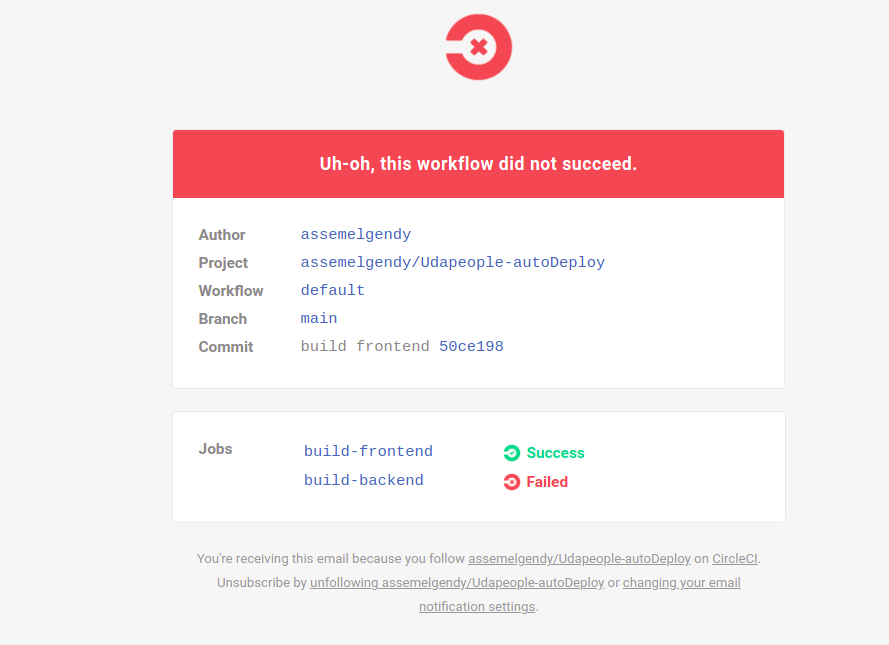 Uh-oh, this workflow did not succeed.
Author assemelgendy
Project assemelgendy/Udapeople-autoDeploy
Workflow default
Branch main
Commit build frontend 50ce198
Jobs build-frontend Success
build-backend Failed
You're receiving this email because you follow assemelgendy/Udapeople-autoDeploy on CircleCI.
Unsubscribe by unfollowing assemelgendy/Udapeople-autoDeploy or changing your email
notification settings.